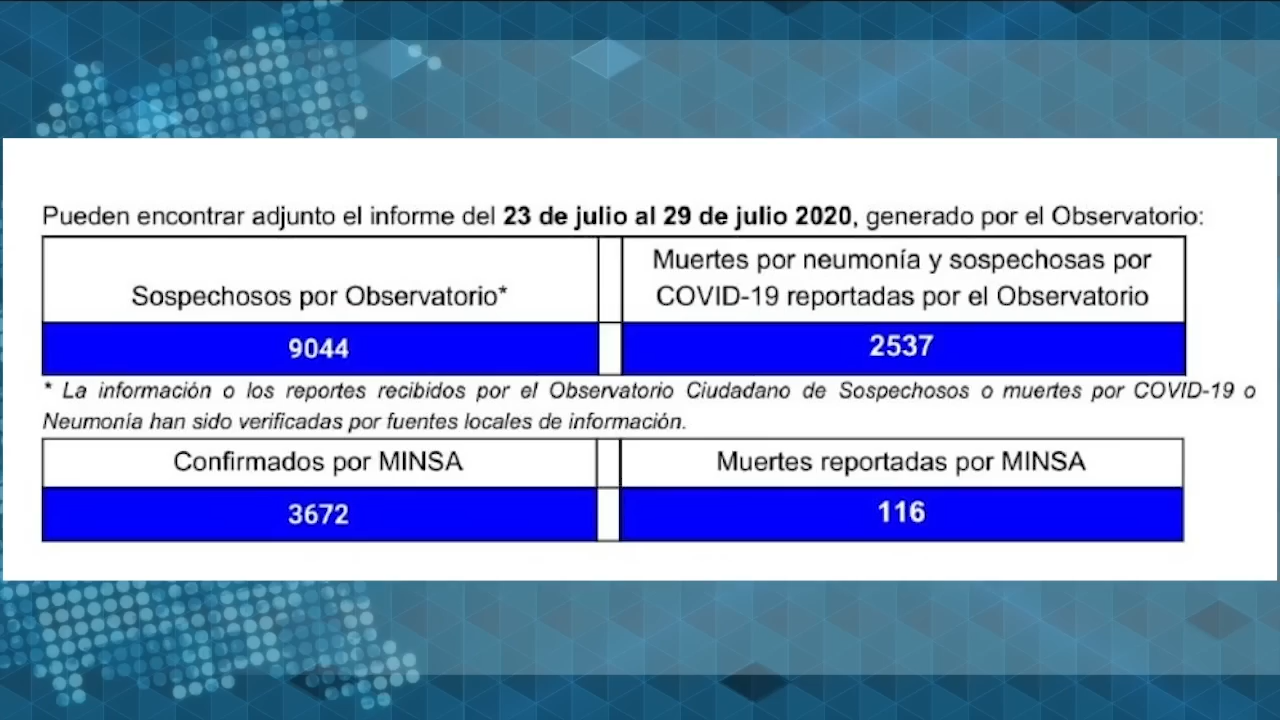 Pueden encontrar adjunto el informe del 23 de julio al 29 de julio 2020, generado por el Observatorio:
Sospechosos por Observatorio*
Muertes por neumonía y sospechosas por
COVID-19 reportadas por el Observatorio
9044
2537
* La información o los reportes recibidos por el Observatorio Ciudadano de Sospechosos o muertes por COVID-19 o
Neumonía han sido verificadas por fuentes locales de información.
Confirmados por MINSA
Muertes reportadas por MINSA
3672
116